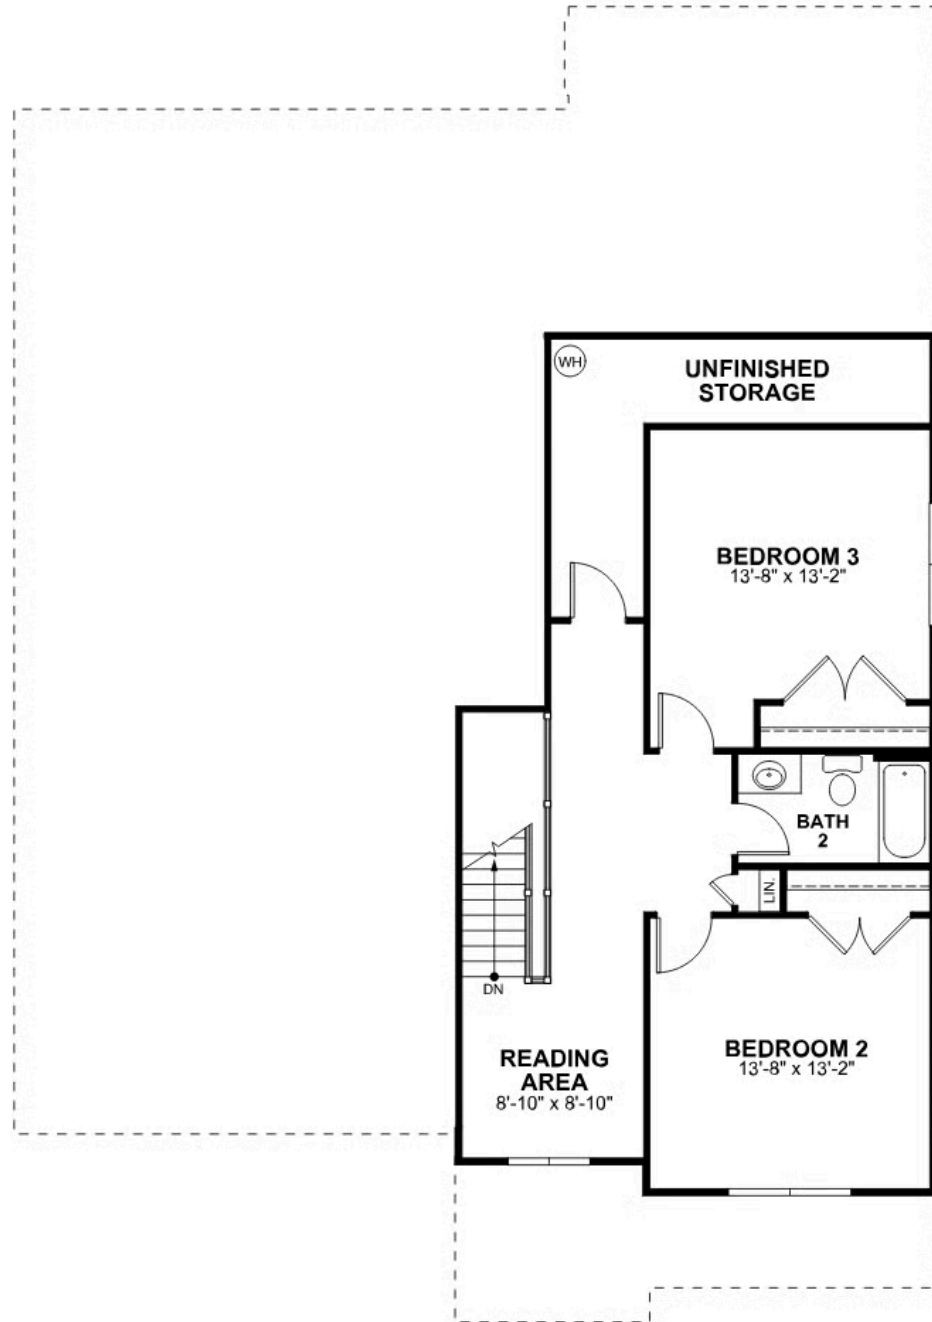 WH
UNFINISHED
STORAGE
BEDROOM 3
13'-8" x 13'-2"
BATH
2
LIN.
DN
BEDROOM 2
13'-8" x 13'-2"
READING
AREA
8'-10" x 8'-10"